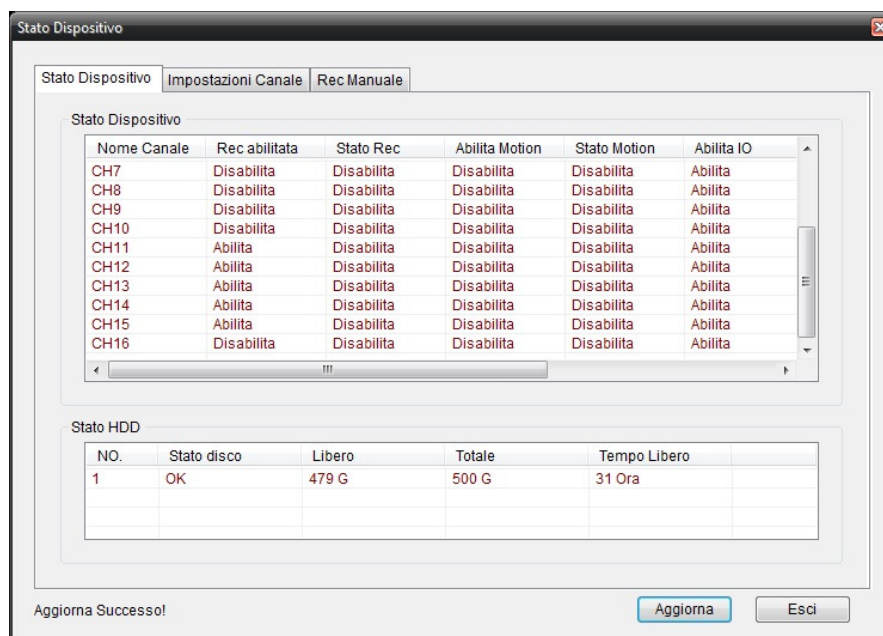 Stato Dispositivo
Stato Dispositivo Impostazioni Canale Rec Manuale
Stato Dispositivo
Nome Canale Rec abilitata Stato Rec Abilita Motion Stato Motion Abilita IO
CH7 Disabilita Disabilita Disabilita Disabilita Abilita
CH8 Disabilita Disabilita Disabilita Disabilita Abilita
CH9 Disabilita Disabilita Disabilita Disabilita Abilita
CH10 Disabilita Disabilita Disabilita Disabilita Abilita
CH11 Abilita Disabilita Disabilita Disabilita Abilita
CH12 Abilita Disabilita Disabilita Disabilita Abilita
CH13 Abilita Disabilita Disabilita Disabilita Abilita
CH14 Abilita Disabilita Disabilita Disabilita Abilita
CH15 Abilita Disabilita Disabilita Disabilita Abilita
CH16 Disabilita Disabilita Disabilita Disabilita Abilita
Stato HDD
NO. Stato disco Libero Totale Tempo Libero
1 OK 479 G 500 G 31 Ora
Aggiorna Successo! Aggiorna Esci